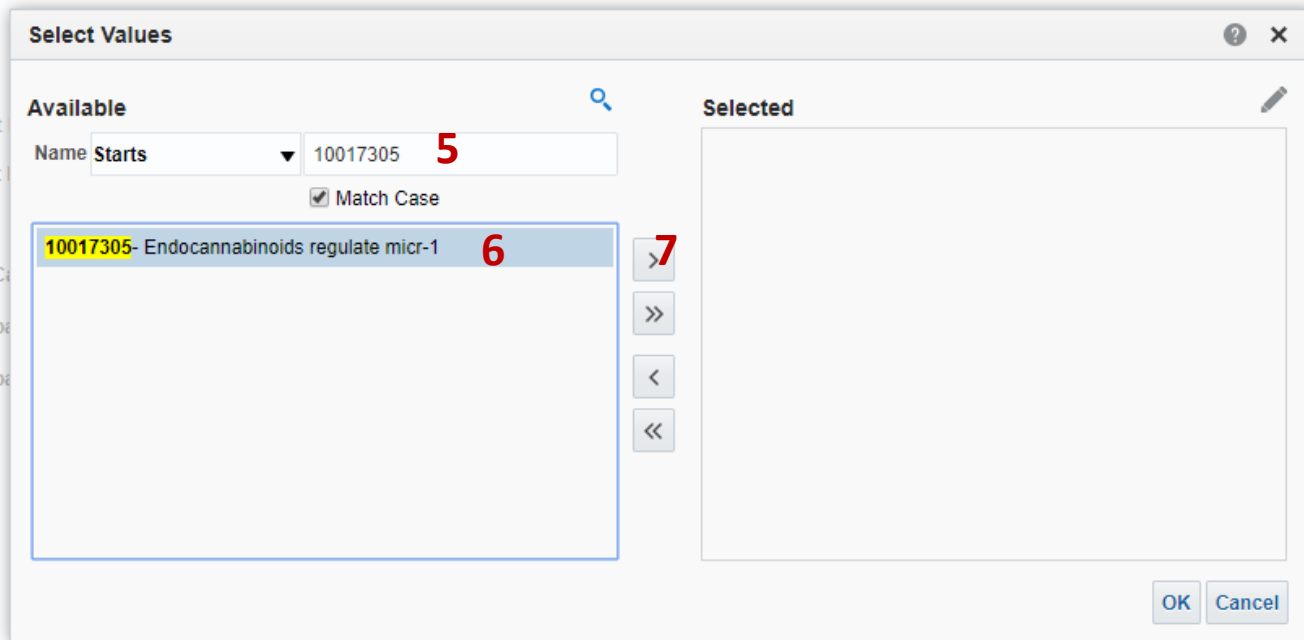 Select Values
Available
Selected
Name Starts 10017305 5
Match Case
10017305- Endocannabinoids regulate micr-1 6
> 7
»
<
«
OK Cancel